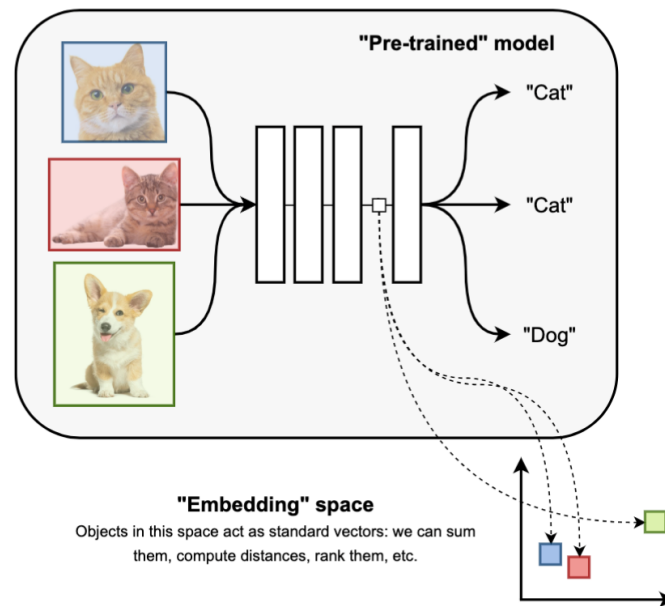 "Pre-trained" model
"Cat"
"Cat"
"Dog"
"Embedding" space
Objects in this space act as standard vectors: we can sum
them, compute distances, rank them, etc.